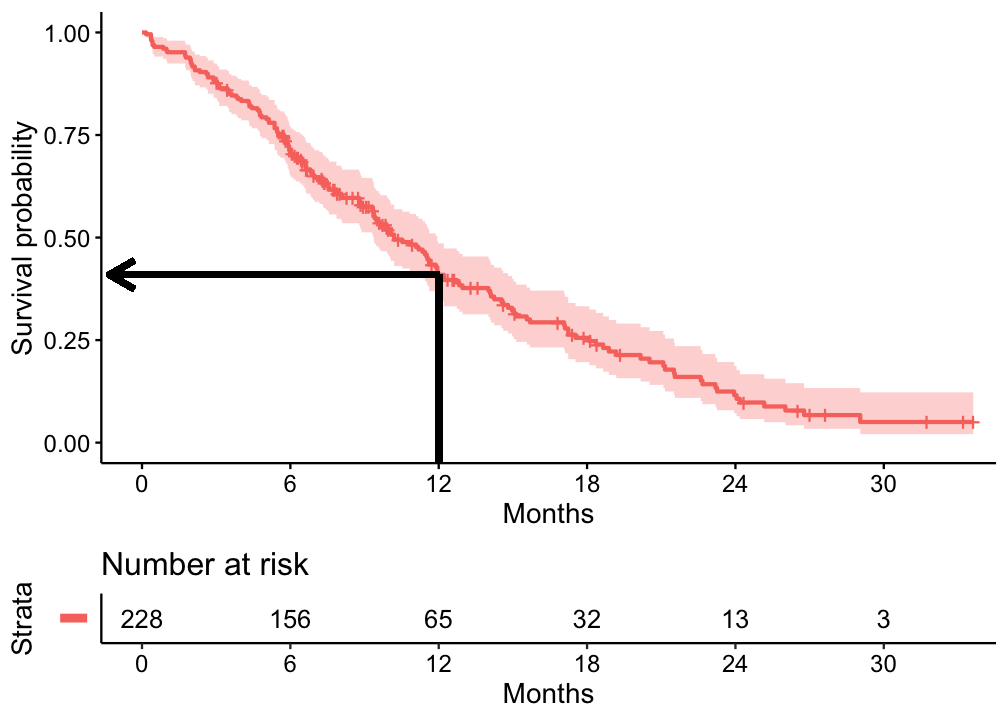 1.00
0.75
0.50
0.25
0.00
Survival probability
0 6 12 18 24 30
Months
Number at risk
Strata
228 156 65 32 13 3
0 6 12 18 24 30
Months